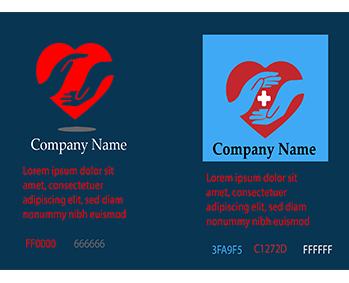 Company Name
Lorem ipsum dolor sit
amet, consectetuer
adipiscing elit, sed diam
nonummy nibh euismod
FF0000 666666
Company Name
Lorem ipsum dolor sit
amet, consectetuer
adipiscing elit, sed diam
nonummy nibh euismod
3FA9F5 C1272D FFFFFF